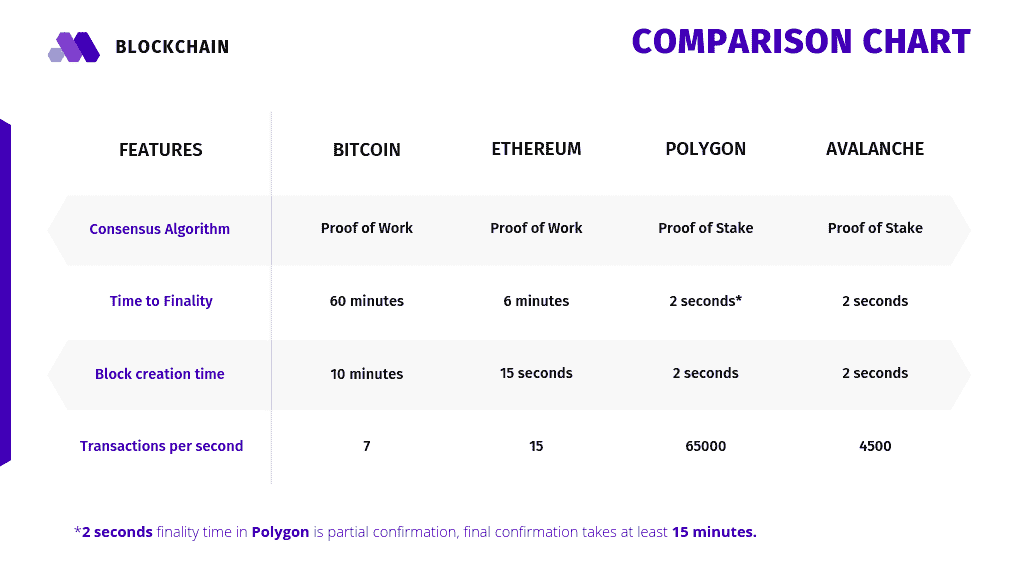 BLOCKCHAIN
COMPARISON CHART
FEATURES BITCOIN ETHEREUM POLYGON AVALANCHE
Consensus Algorithm Proof of Work Proof of Work Proof of Stake Proof of Stake
Time to Finality 60 minutes 6 minutes 2 seconds* 2 seconds
Block creation time 10 minutes 15 seconds 2 seconds 2 seconds
Transactions per second 7 15 65000 4500
*2 seconds finality time in Polygon is partial confirmation, final confirmation takes at least 15 minutes.